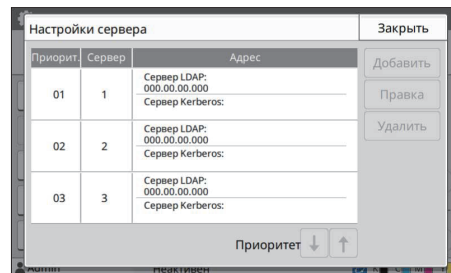 Настройки сервера
Закрыть
Приорит. Сервер Адрес
Добавить
Правка
Удалить
01 1 Сервер LDAP:
000.00.00.000
Сервер Kerberos:
02 2 Сервер LDAP:
000.00.00.000
Сервер Kerberos:
03 3 Сервер LDAP:
000.00.00.000
Сервер Kerberos:
Приоритет
Admin Неактивен K C M Y